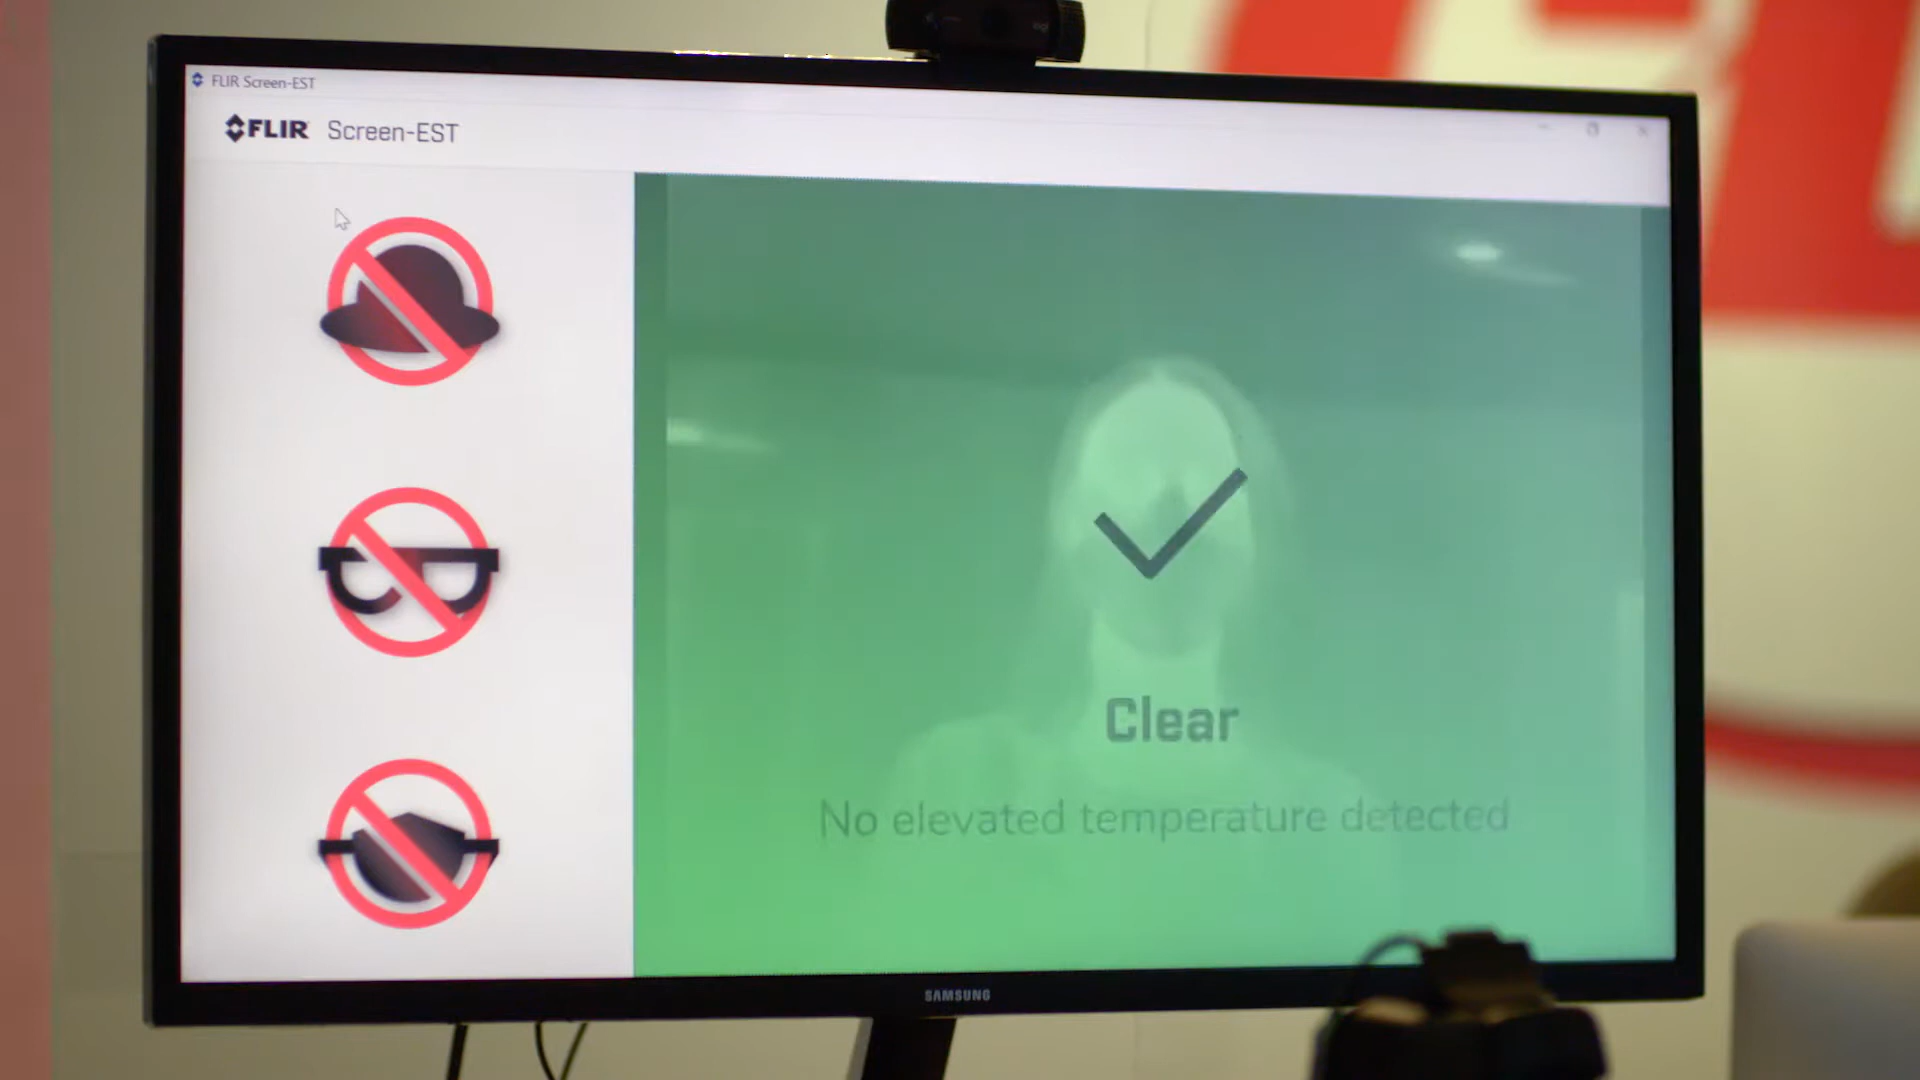 FLIR Screen-EST
FLIR Screen-EST
Clear
No elevated temperature detected
SAMSUNG